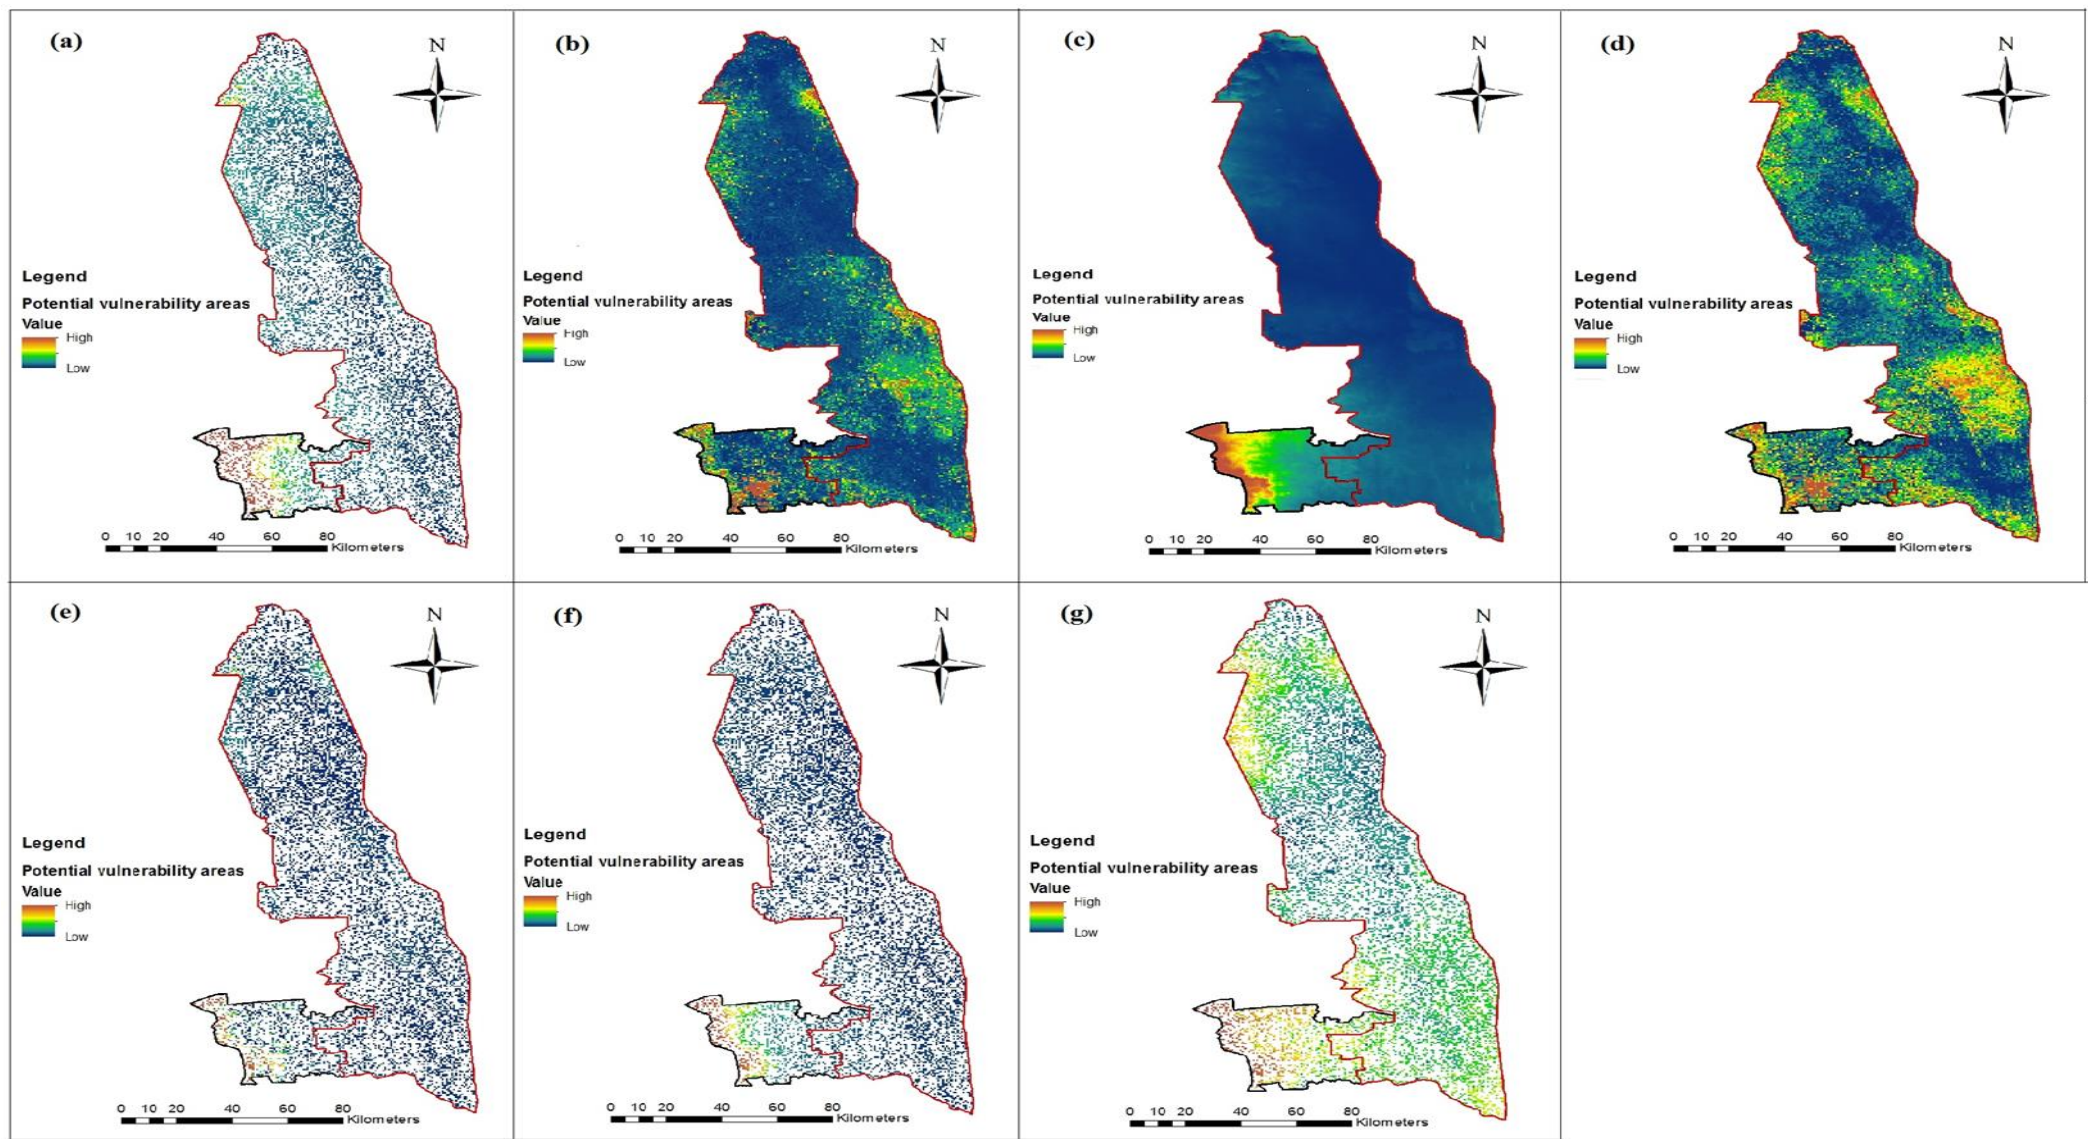 (a)
N
Legend
Potential vulnerability areas
Value
High
Low
0 10 20 40 60 80
Kilometers
(b)
N
Legend
Potential vulnerability areas
Value
High
Low
0 10 20 40 60 80
Kilometers
(c)
N
Legend
Potential vulnerability areas
Value
High
Low
0 10 20 40 60 80
Kilometers
(d)
N
Legend
Potential vulnerability areas
Value
High
Low
0 10 20 40 60 80
Kilometers
(e)
N
Legend
Potential vulnerability areas
Value
High
Low
0 10 20 40 60 80
Kilometers
(f)
N
Legend
Potential vulnerability areas
Value
High
Low
0 10 20 40 60 80
Kilometers
(g)
N
Legend
Potential vulnerability areas
Value
High
Low
0 10 20 40 60 80
Kilometers